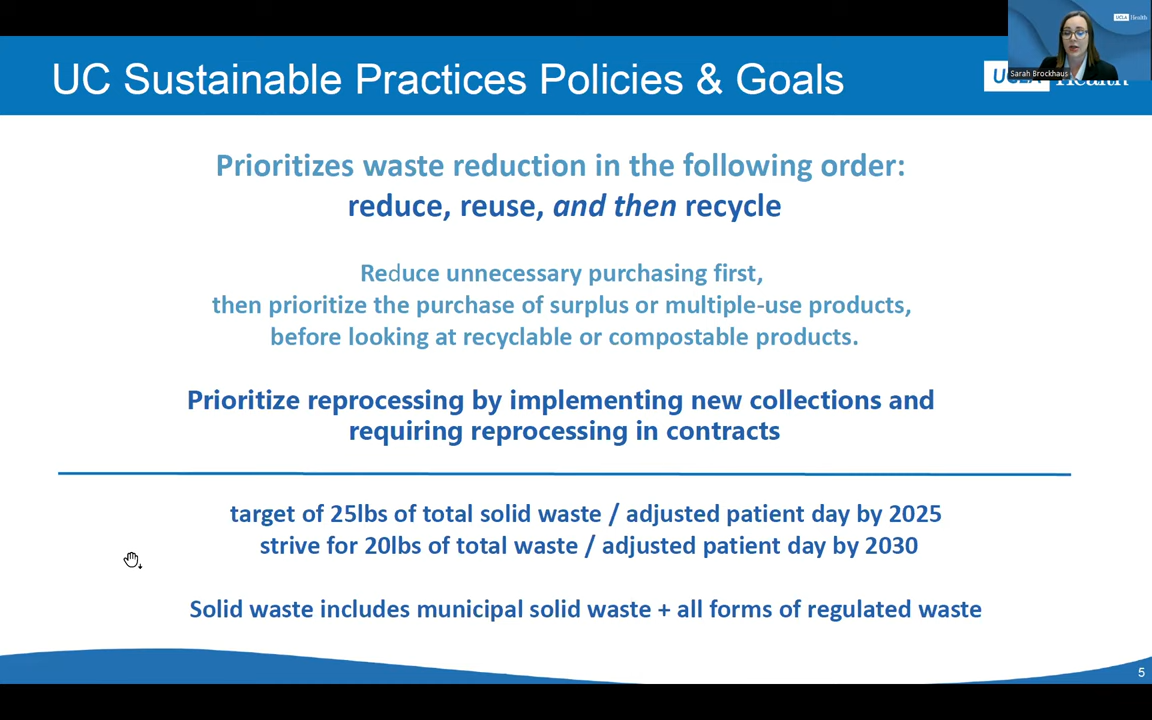 UCLA Health
Sarah Brockhaus
UC Sustainable Practices Policies & Goals
UCLA Health
Prioritizes waste reduction in the following order:
reduce, reuse, and then recycle
Reduce unnecessary purchasing first,
then prioritize the purchase of surplus or multiple-use products,
before looking at recyclable or compostable products.
Prioritize reprocessing by implementing new collections and
requiring reprocessing in contracts
target of 25lbs of total solid waste / adjusted patient day by 2025
strive for 20lbs of total waste / adjusted patient day by 2030
Solid waste includes municipal solid waste + all forms of regulated waste
5